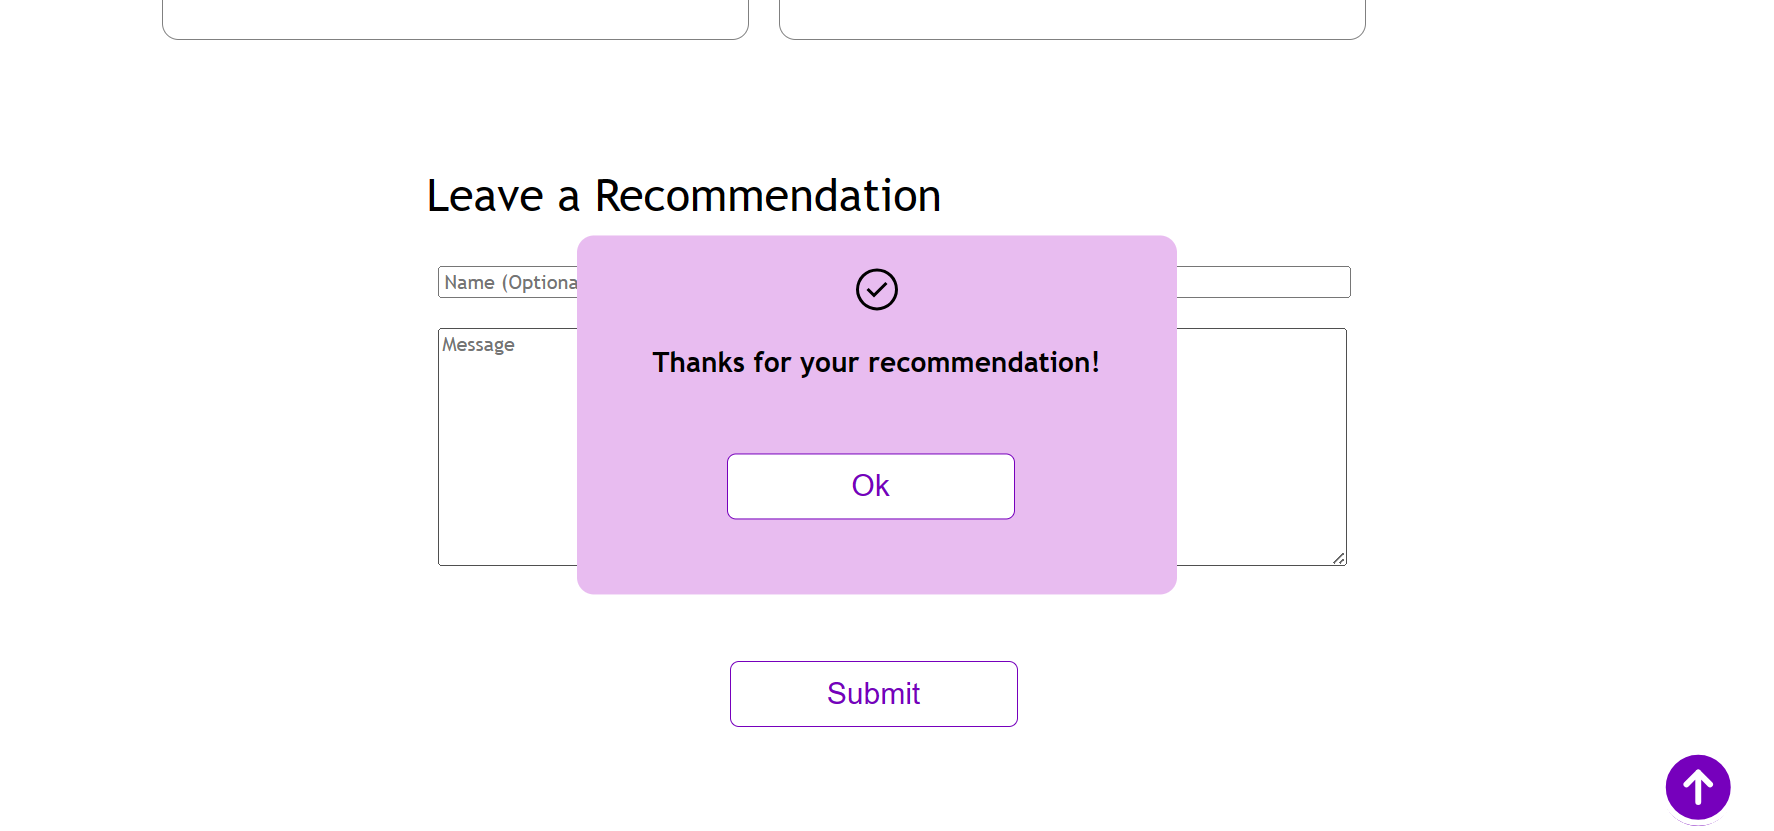 Leave a Recommendation
Name (Optiona
Message
Thanks for your recommendation!
Ok
Submit